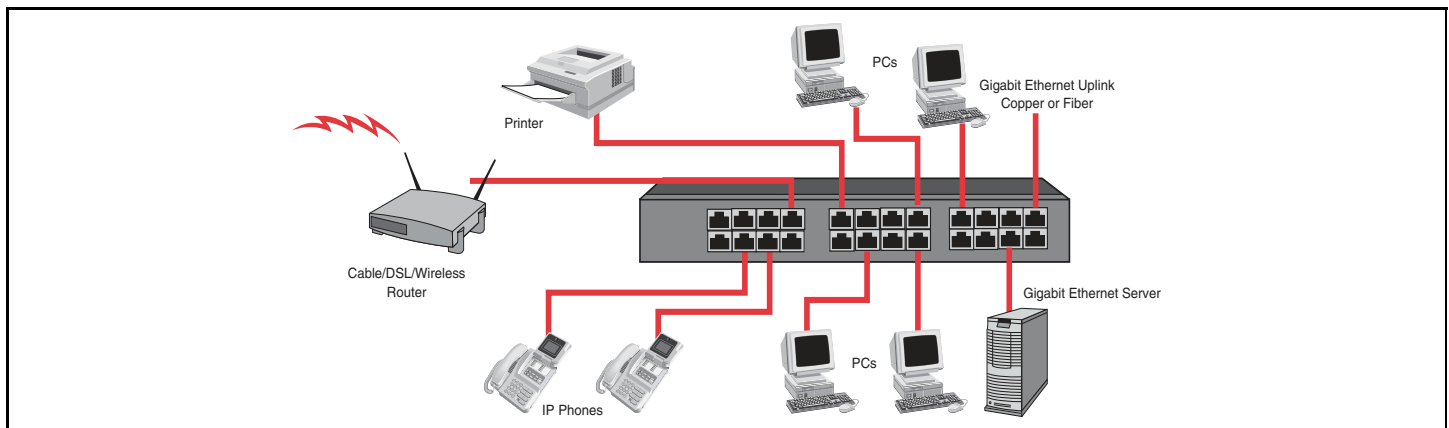 PCs
Gigabit Ethernet Uplink
Copper or Fiber
Printer
Cable/DSL/Wireless
Router
Gigabit Ethernet Server
PCs
IP Phones